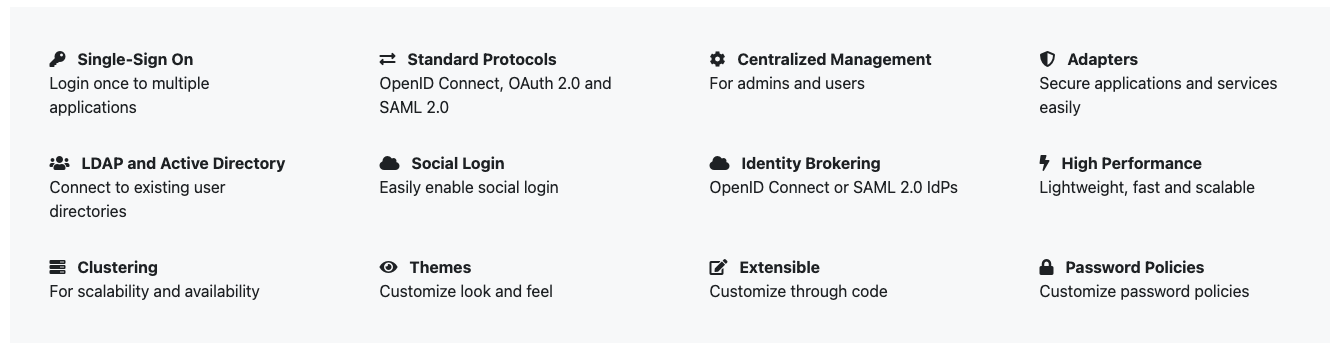 Single-Sign On
Login once to multiple
applications
Standard Protocols
OpenID Connect, OAuth 2.0 and
SAML 2.0
Centralized Management
For admins and users
Adapters
Secure applications and services
easily
LDAP and Active Directory
Connect to existing user
directories
Social Login
Easily enable social login
Identity Brokering
OpenID Connect or SAML 2.0 IdPs
High Performance
Lightweight, fast and scalable
Clustering
For scalability and availability
Themes
Customize look and feel
Extensible
Customize through code
Password Policies
Customize password policies